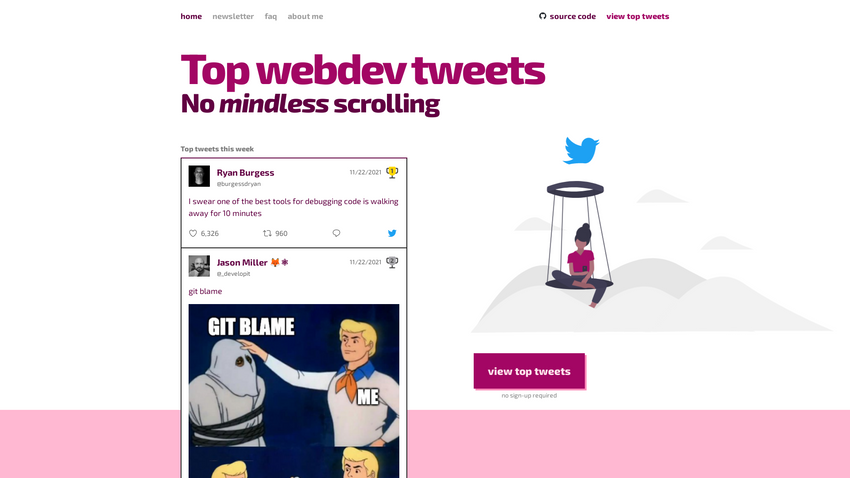 home newsletter faq about me source code view top tweets
Top webdev tweets
No mindless scrolling
Top tweets this week
Ryan Burgess 11/22/2021 1
@burgessdryan
I swear one of the best tools for debugging code is walking
away for 10 minutes
6,326 960
Jason Miller 🦊⚛ 11/22/2021 2
@_developit
git blame
GIT BLAME
ME
view top tweets
no sign-up required